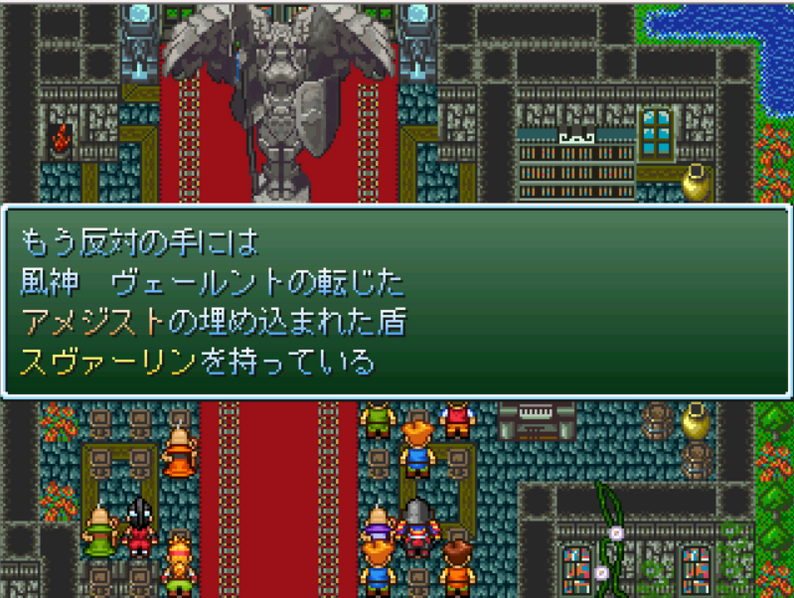 もう反対の手には
風神　ヴェールントの転じた
アメジストの埋め込まれた盾
スヴァーリンを持っている